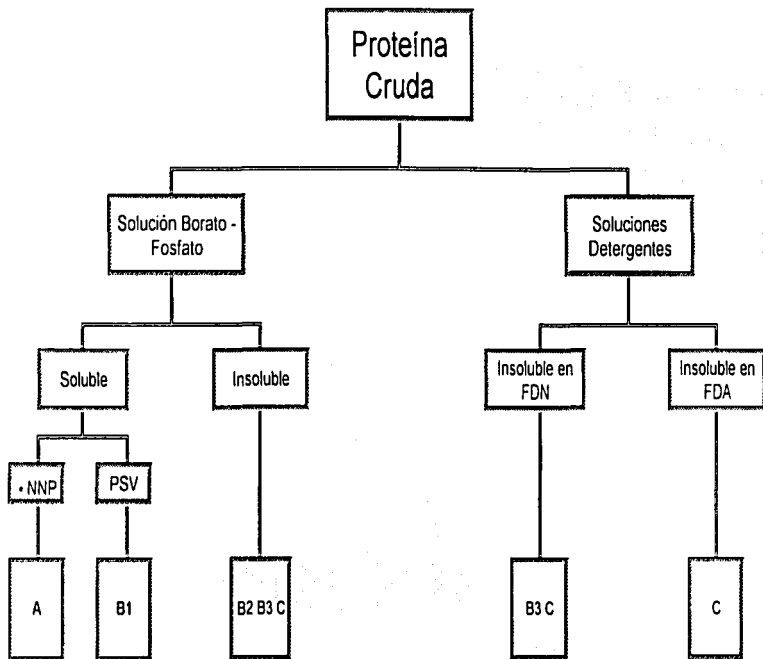 Proteína
Cruda
Solución Borato -
Fosfato
Soluciones
Detergentes
Soluble
Insoluble
Insoluble en
FDN
Insoluble en
FDA
• NNP
PSV
A
B1
B2 B3 C
B3 C
C